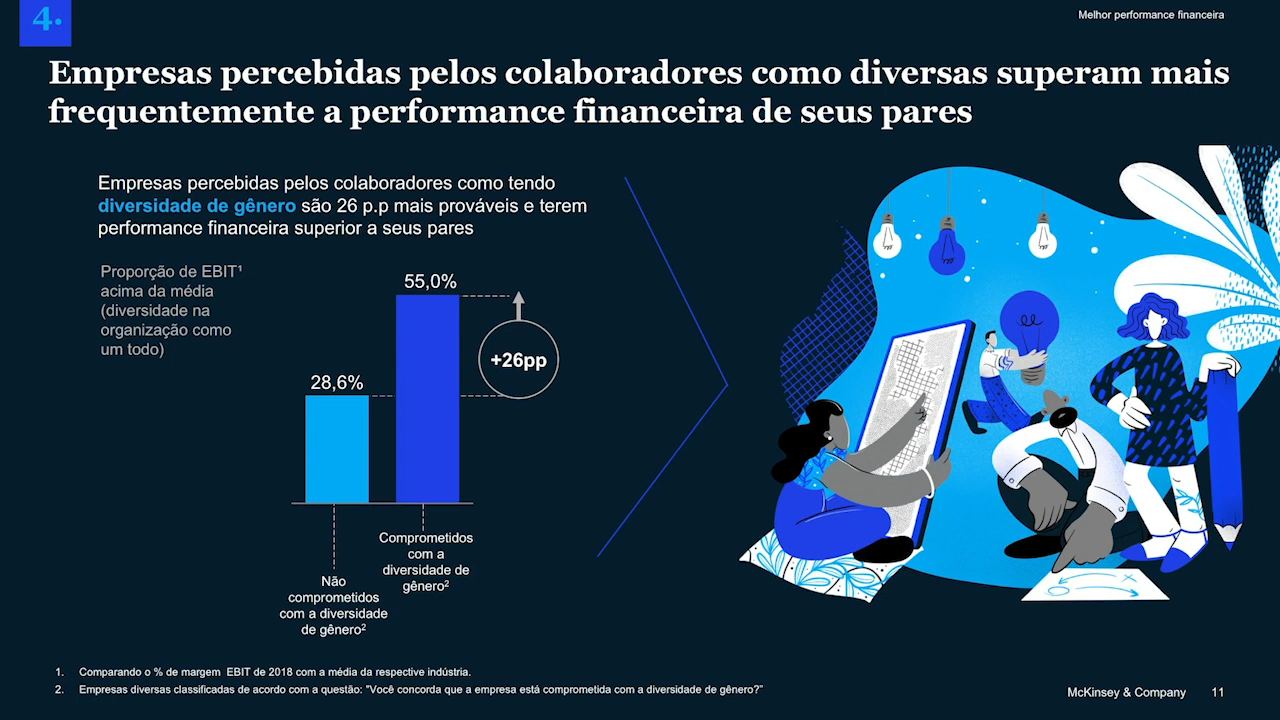 4.
Melhor performance financeira
Empresas percebidas pelos colaboradores como diversas superam mais
frequentemente a performance financeira de seus pares
Empresas percebidas pelos colaboradores como tendo
diversidade de gênero são 26 p.p mais prováveis e terem
performance financeira superior a seus pares
Proporção de EBIT¹
acima da média
(diversidade na
organização como
um todo)
55,0%
28,6%
+26pp
Comprometidos
com a
diversidade de
gênero²
Não
comprometidos
com a diversidade
de gênero²
1. Comparando o % de margem EBIT de 2018 com a média da respective indústria.
2. Empresas diversas classificadas de acordo com a questão: "Você concorda que a empresa está comprometida com a diversidade de gênero?"
McKinsey & Company 11